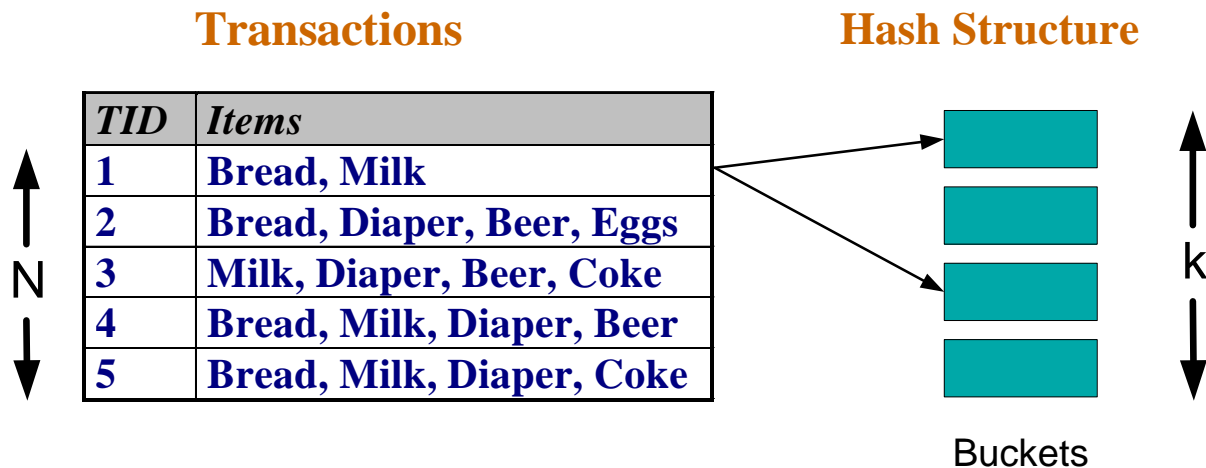 Transactions
Hash Structure
TID Items
1 Bread, Milk
2 Bread, Diaper, Beer, Eggs
3 Milk, Diaper, Beer, Coke
4 Bread, Milk, Diaper, Beer
5 Bread, Milk, Diaper, Coke
N
k
Buckets